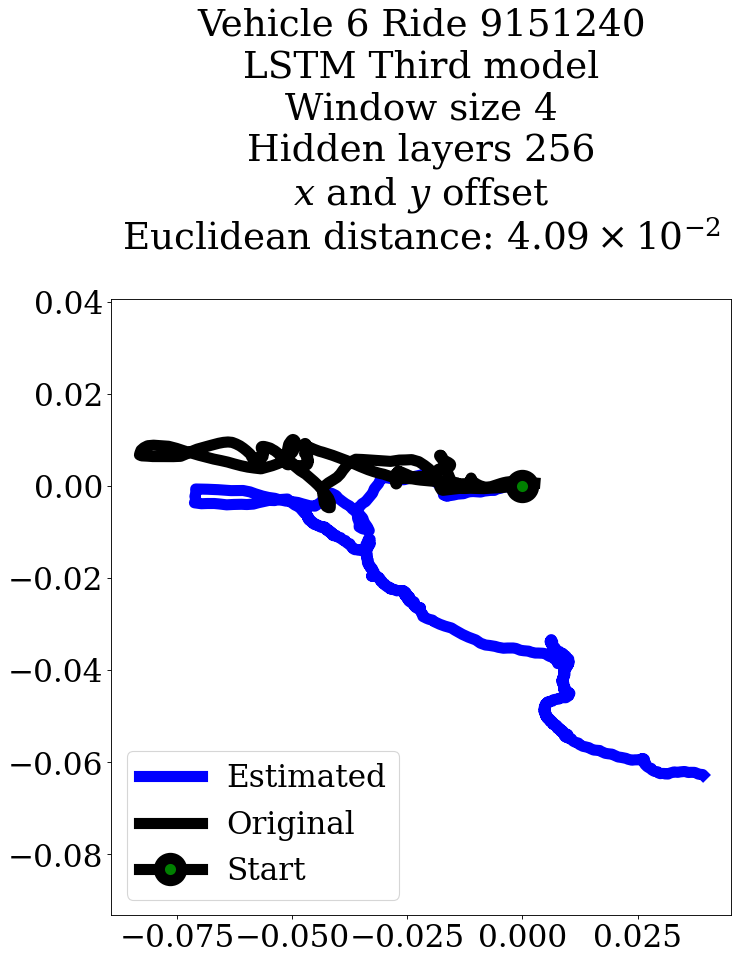 Vehicle 6 Ride 9151240
LSTM Third model
Window size 4
Hidden layers 256
x and y offset
Euclidean distance: 4.09 × 10⁻²
0.04
0.02
0.00
−0.02
−0.04
−0.06
−0.08
Estimated
Original
Start
−0.075 −0.050 −0.025 0.000 0.025